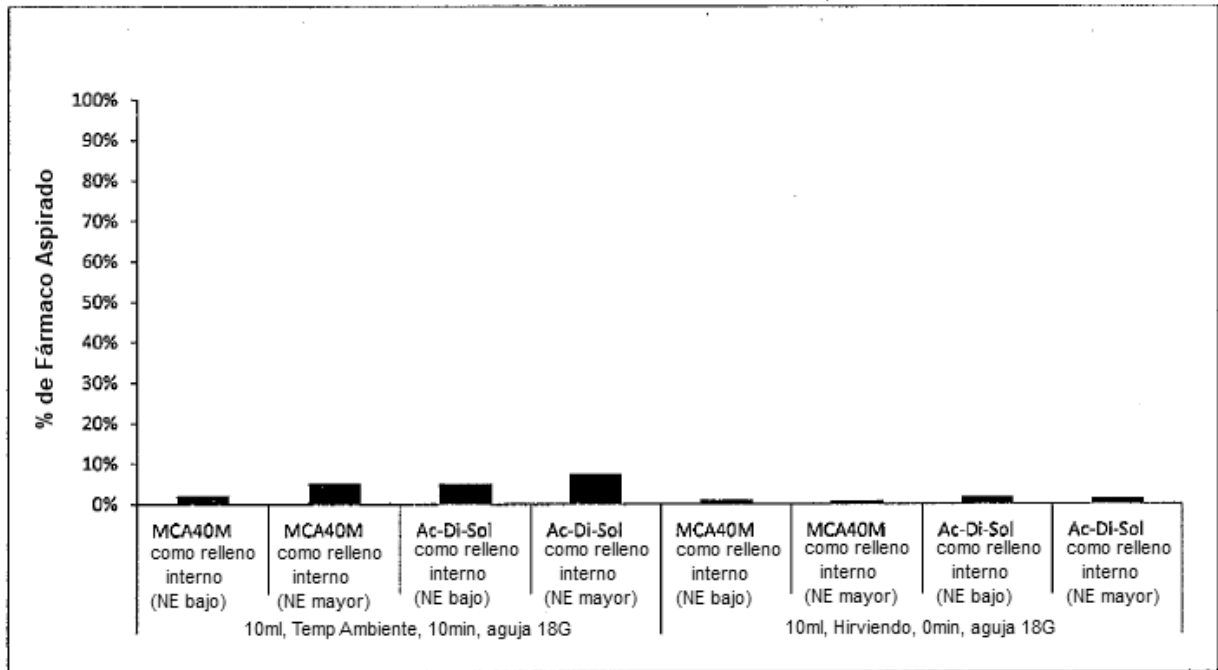 % de Fármaco Aspirado
100%
90%
80%
70%
60%
50%
40%
30%
20%
10%
0%
MCA40M
como relleno
interno
(NE bajo)
MCA40M
como relleno
interno
(NE mayor)
Ac-Di-Sol
como relleno
interno
(NE bajo)
Ac-Di-Sol
como relleno
interno
(NE mayor)
MCA40M
como relleno
interno
(NE bajo)
MCA40M
como relleno
interno
(NE mayor)
Ac-Di-Sol
como relleno
interno
(NE bajo)
Ac-Di-Sol
como relleno
interno
(NE mayor)
10ml, Temp Ambiente, 10min, aguja 18G
10ml, Hirviendo, 0min, aguja 18G